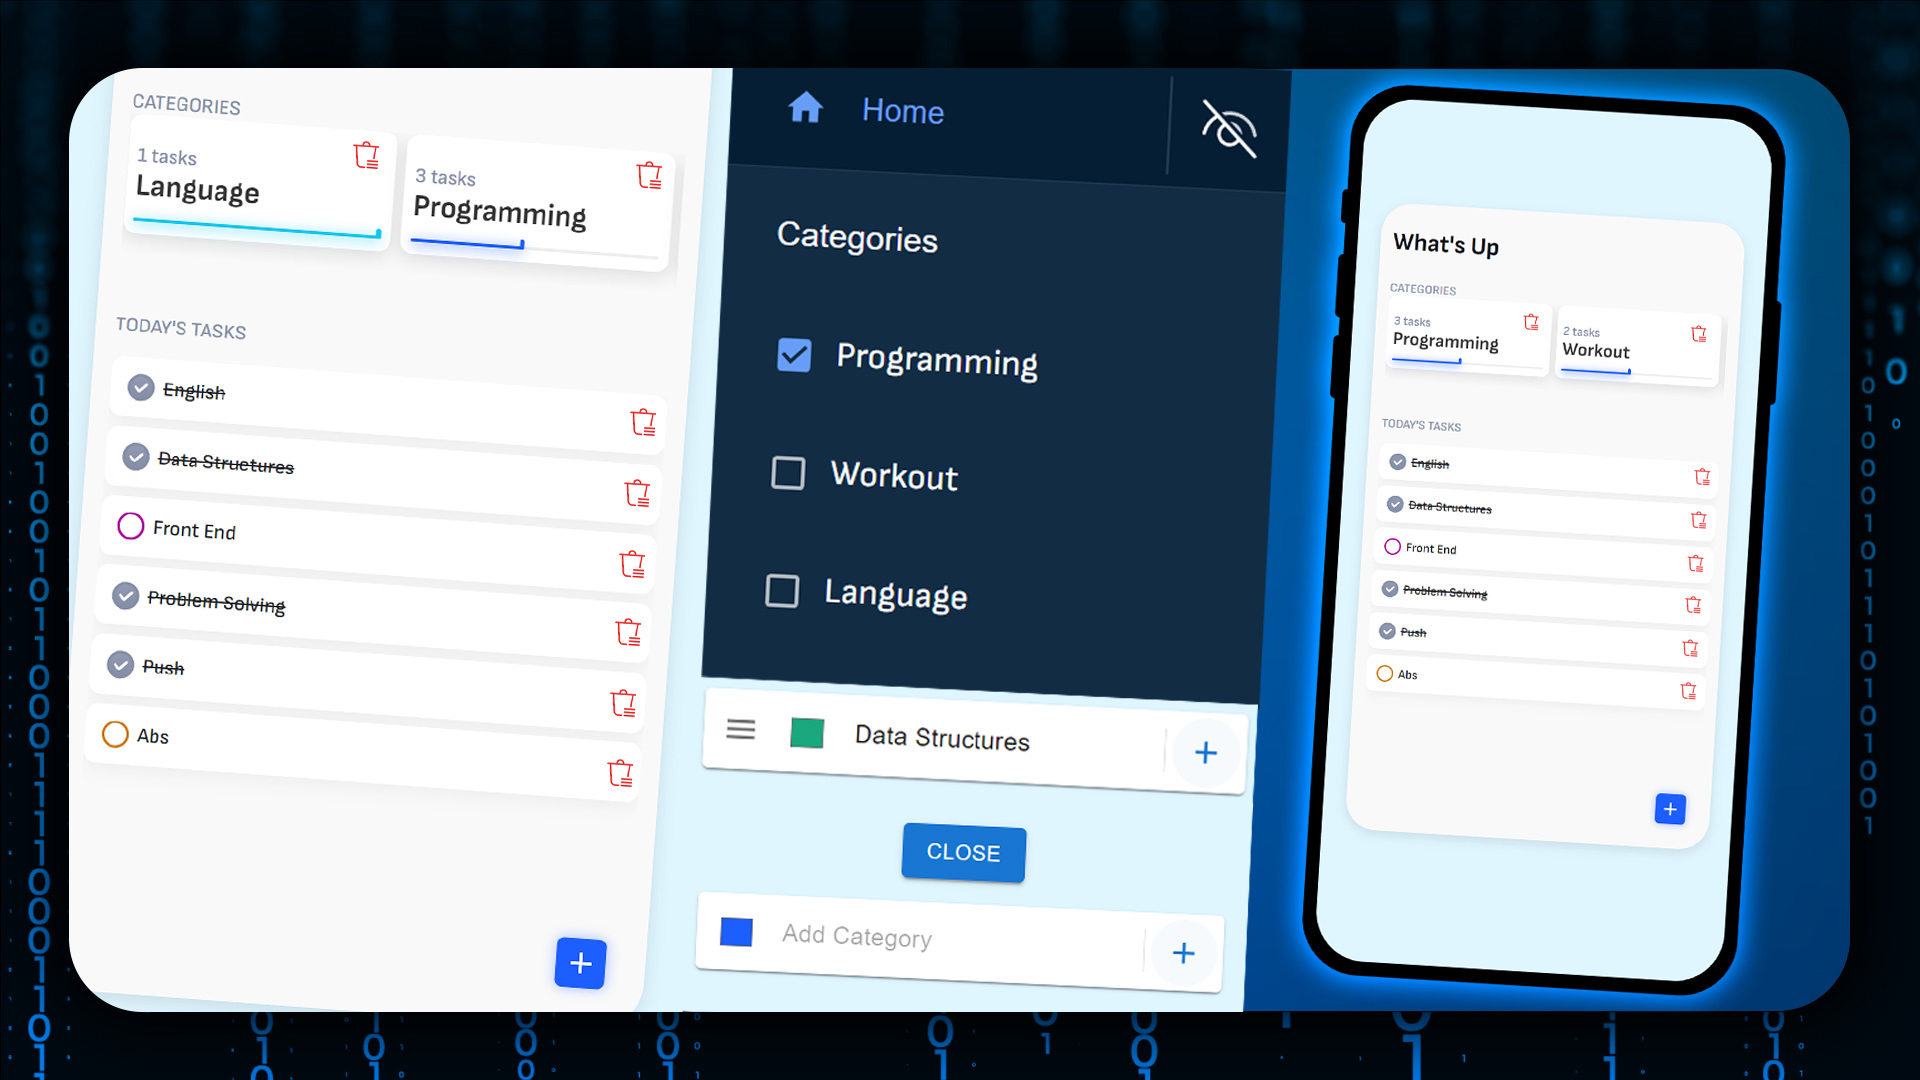 CATEGORIES
1 tasks
Language
3 tasks
Programming
TODAY'S TASKS
English
Data Structures
Front End
Problem Solving
Push
Abs
Home
Categories
Programming
Workout
Language
Data Structures
CLOSE
Add Category
What's Up
CATEGORIES
3 tasks
Programming
2 tasks
Workout
TODAY'S TASKS
English
Data Structures
Front End
Problem Solving
Push
Abs